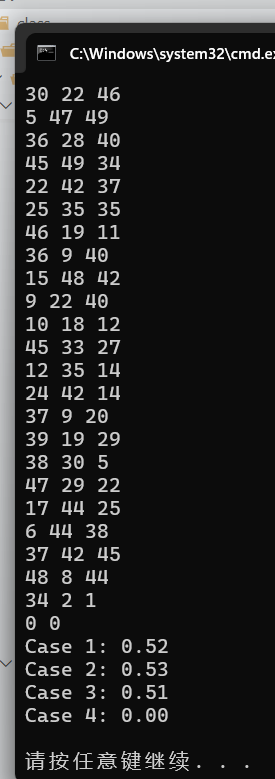 class
C:\Windows\system32\cmd.ex
30 22 46
5 47 49
36 28 40
45 49 34
22 42 37
25 35 35
46 19 11
36 9 40
15 48 42
9 22 40
10 18 12
45 33 27
12 35 14
24 42 14
37 9 20
39 19 29
38 30 5
47 29 22
17 44 25
6 44 38
37 42 45
48 8 44
34 2 1
0 0
Case 1: 0.52
Case 2: 0.53
Case 3: 0.51
Case 4: 0.00
请按任意键继续. . .